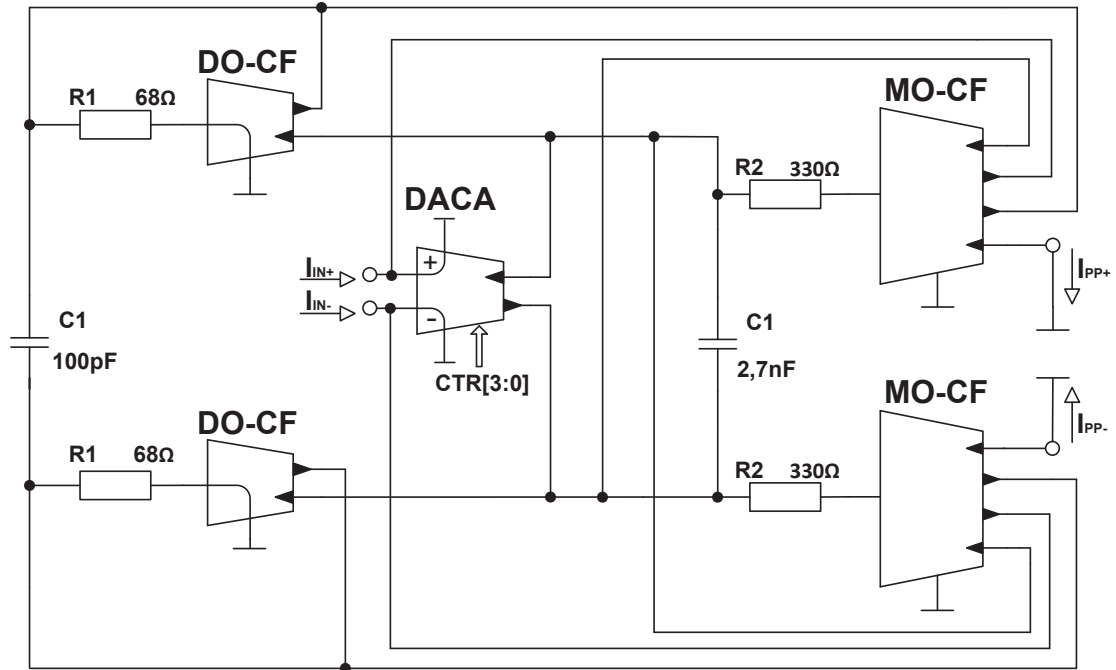 DO-CF
R1 68Ω
MO-CF
R2 330Ω
DACA
+
IIN+
IIN-
-
IPP+
C1
100pF
C1
2,7nF
CTR[3:0]
MO-CF
DO-CF
IPP-
R1 68Ω
R2 330Ω